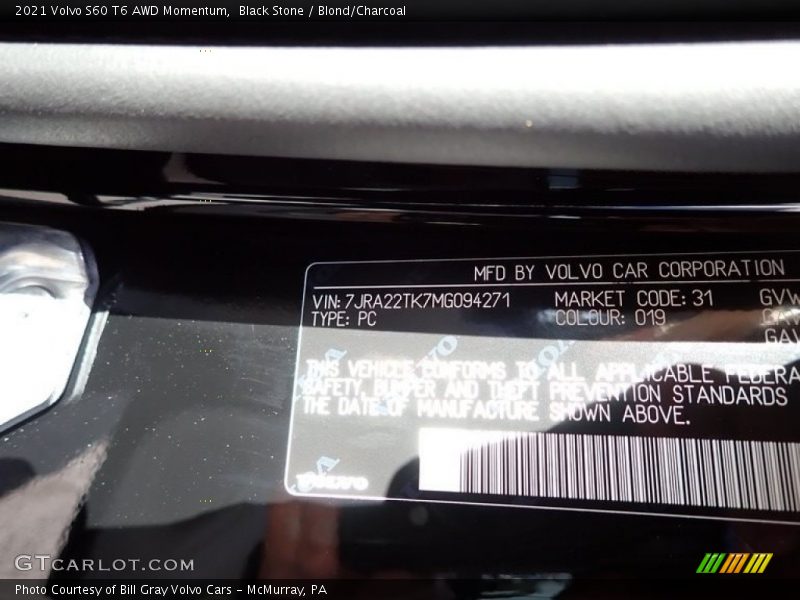 2021 Volvo S60 T6 AWD Momentum,  Black Stone / Blond/Charcoal
MFD BY VOLVO CAR CORPORATION
VIN: 7JRA22TK7MG094271 MARKET CODE: 31 GVW
TYPE: PC COLOUR: 019
GAW
THIS VEHICLE CONFORMS TO ALL APPLICABLE FEDERA
SAFETY, BUMPER AND THEFT PREVENTION STANDARDS
THE DATE OF MANUFACTURE SHOWN ABOVE.
VOLVO
GTCARLOT.COM
Photo Courtesy of Bill Gray Volvo Cars - McMurray, PA